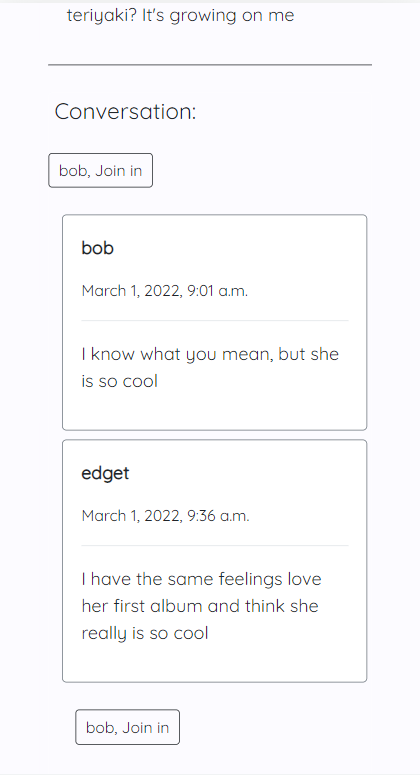 teriyaki? It's growing on me
Conversation:
bob, Join in
bob
March 1, 2022, 9:01 a.m.
I know what you mean, but she
is so cool
edget
March 1, 2022, 9:36 a.m.
I have the same feelings love
her first album and think she
really is so cool
bob, Join in